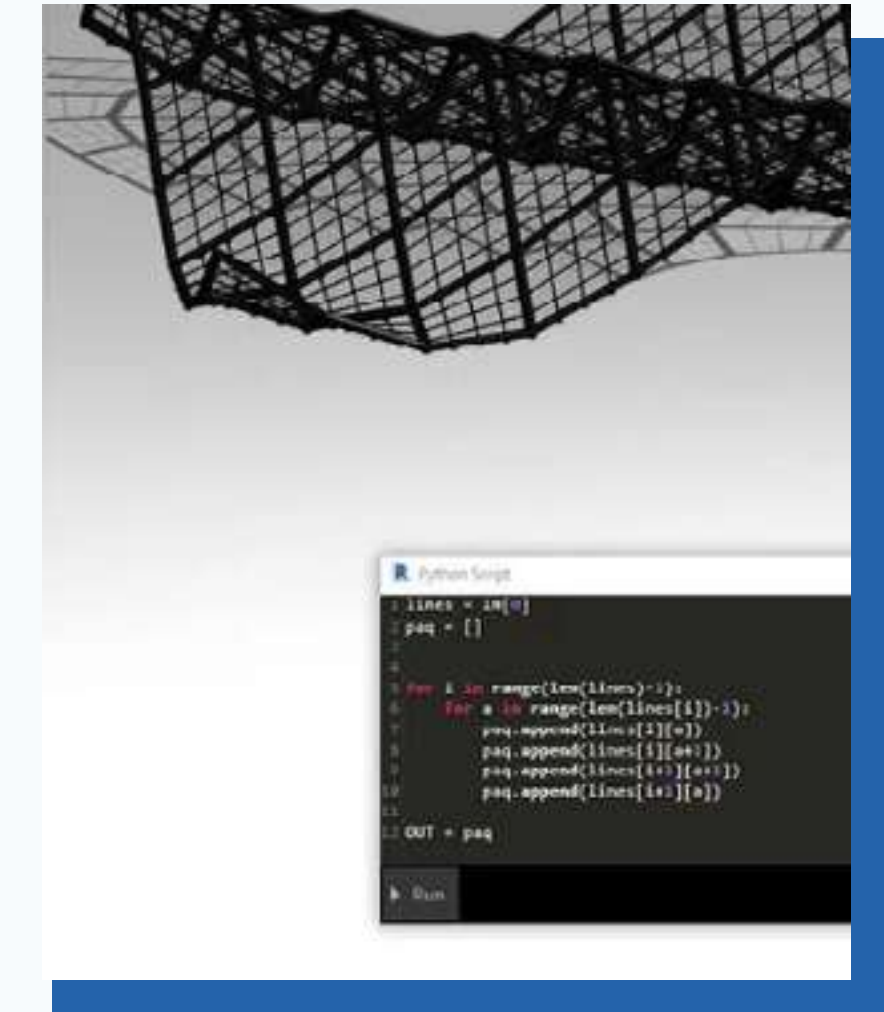 R Python Script
1 lines = in[0]
2 paq = []
3
4
5 for i in range(len(lines)-1):
6 for a in range(len(lines[i])-1):
7 paq.append(lines[i][a])
8 paq.append(lines[i][a+1])
9 paq.append(lines[i+1][a+1])
10 paq.append(lines[i+1][a])
11
12 OUT = paq
Run